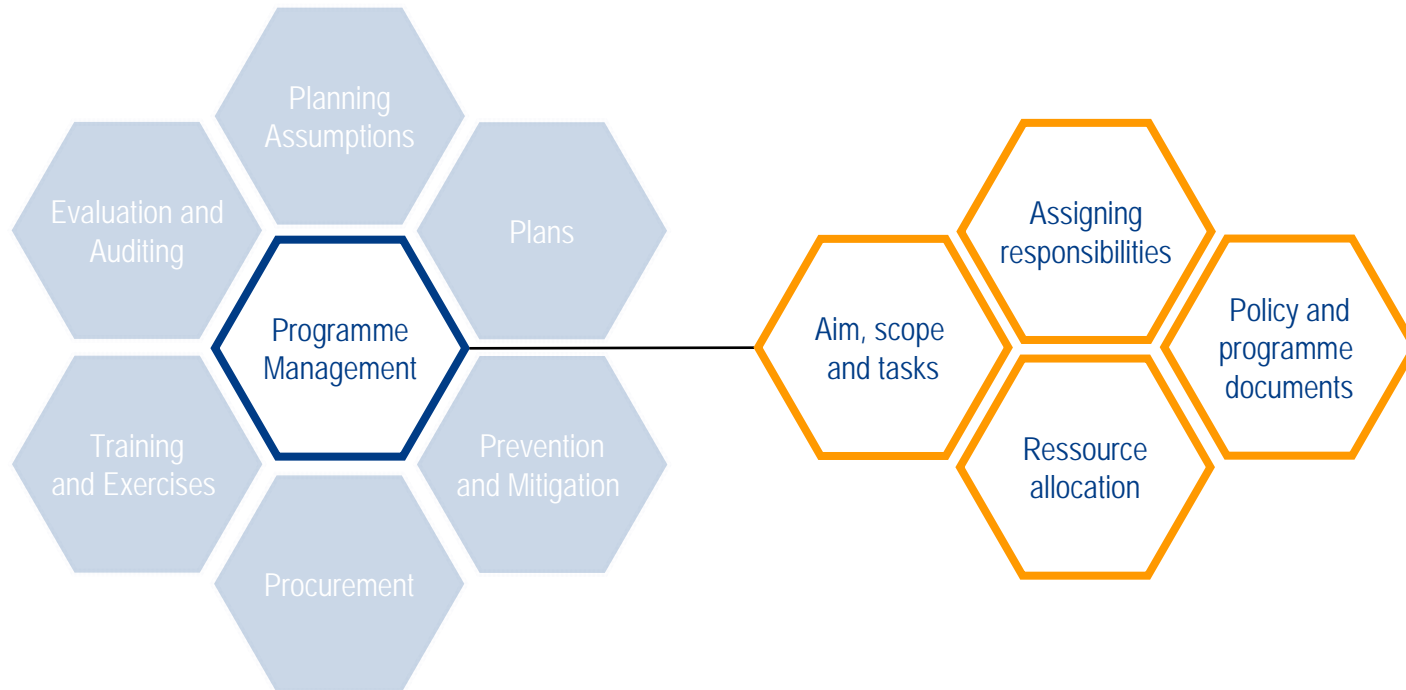 Planning
Assumptions
Evaluation and
Auditing
Plans
Programme
Management
Training
and Exercises
Prevention
and Mitigation
Procurement
Assigning
responsibilities
Aim, scope
and tasks
Policy and
programme
documents
Ressource
allocation